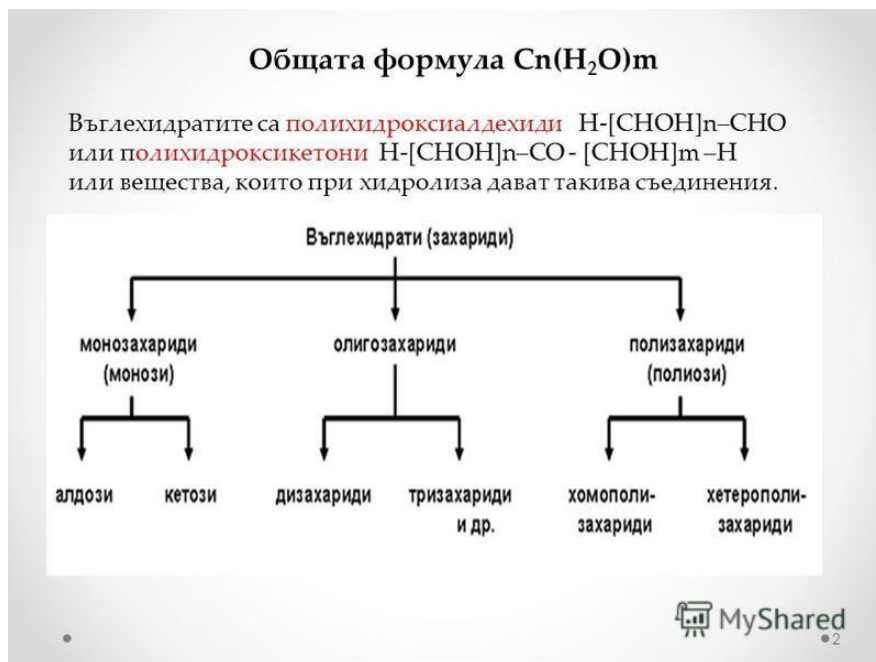 Общата формула Cn(H₂O)m
Въглехидратите са полихидроксиалдехиди H-[CHOH]n–CHO
или полихидроксикетони H-[CHOH]n–CO - [CHOH]m –H
или вещества, които при хидролиза дават такива съединения.
Въглехидрати (захариди)
монозахариди
(монози)
олигозахариди
полизахариди
(полиози)
алдози
кетози
дизахариди
тризахариди
и др.
хомополи-
захариди
хетерополи-
захариди
MyShared
2